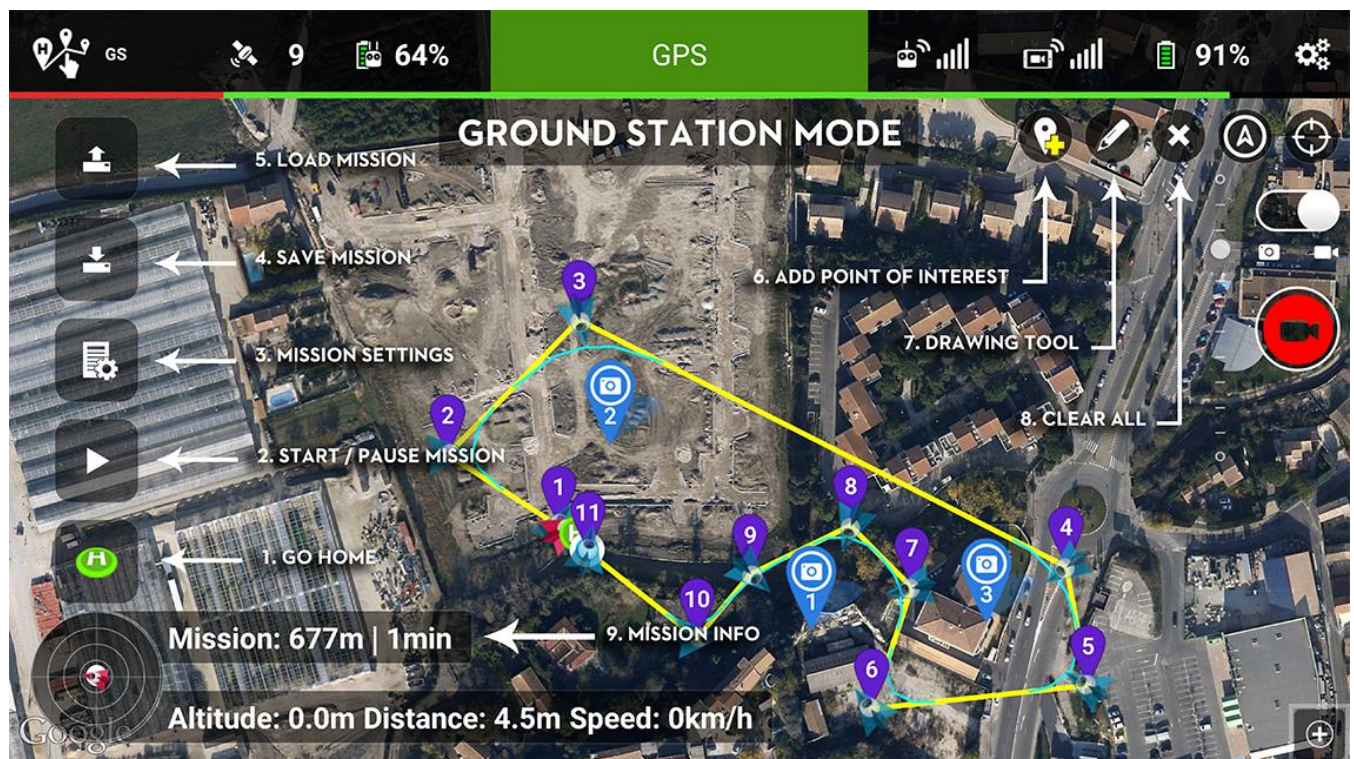 GS
9
64%
GPS
91%
GROUND STATION MODE
5. LOAD MISSION
4. SAVE MISSION
6. ADD POINT OF INTEREST
3
7. DRAWING TOOL
3. MISSION SETTINGS
2
2
8. CLEAR ALL
2. START / PAUSE MISSION
1
8
11
4
9
7
H
1. GO HOME
1
3
10
Mission: 677m | 1min
9. MISSION INFO
5
6
Altitude: 0.0m Distance: 4.5m Speed: 0km/h
Google